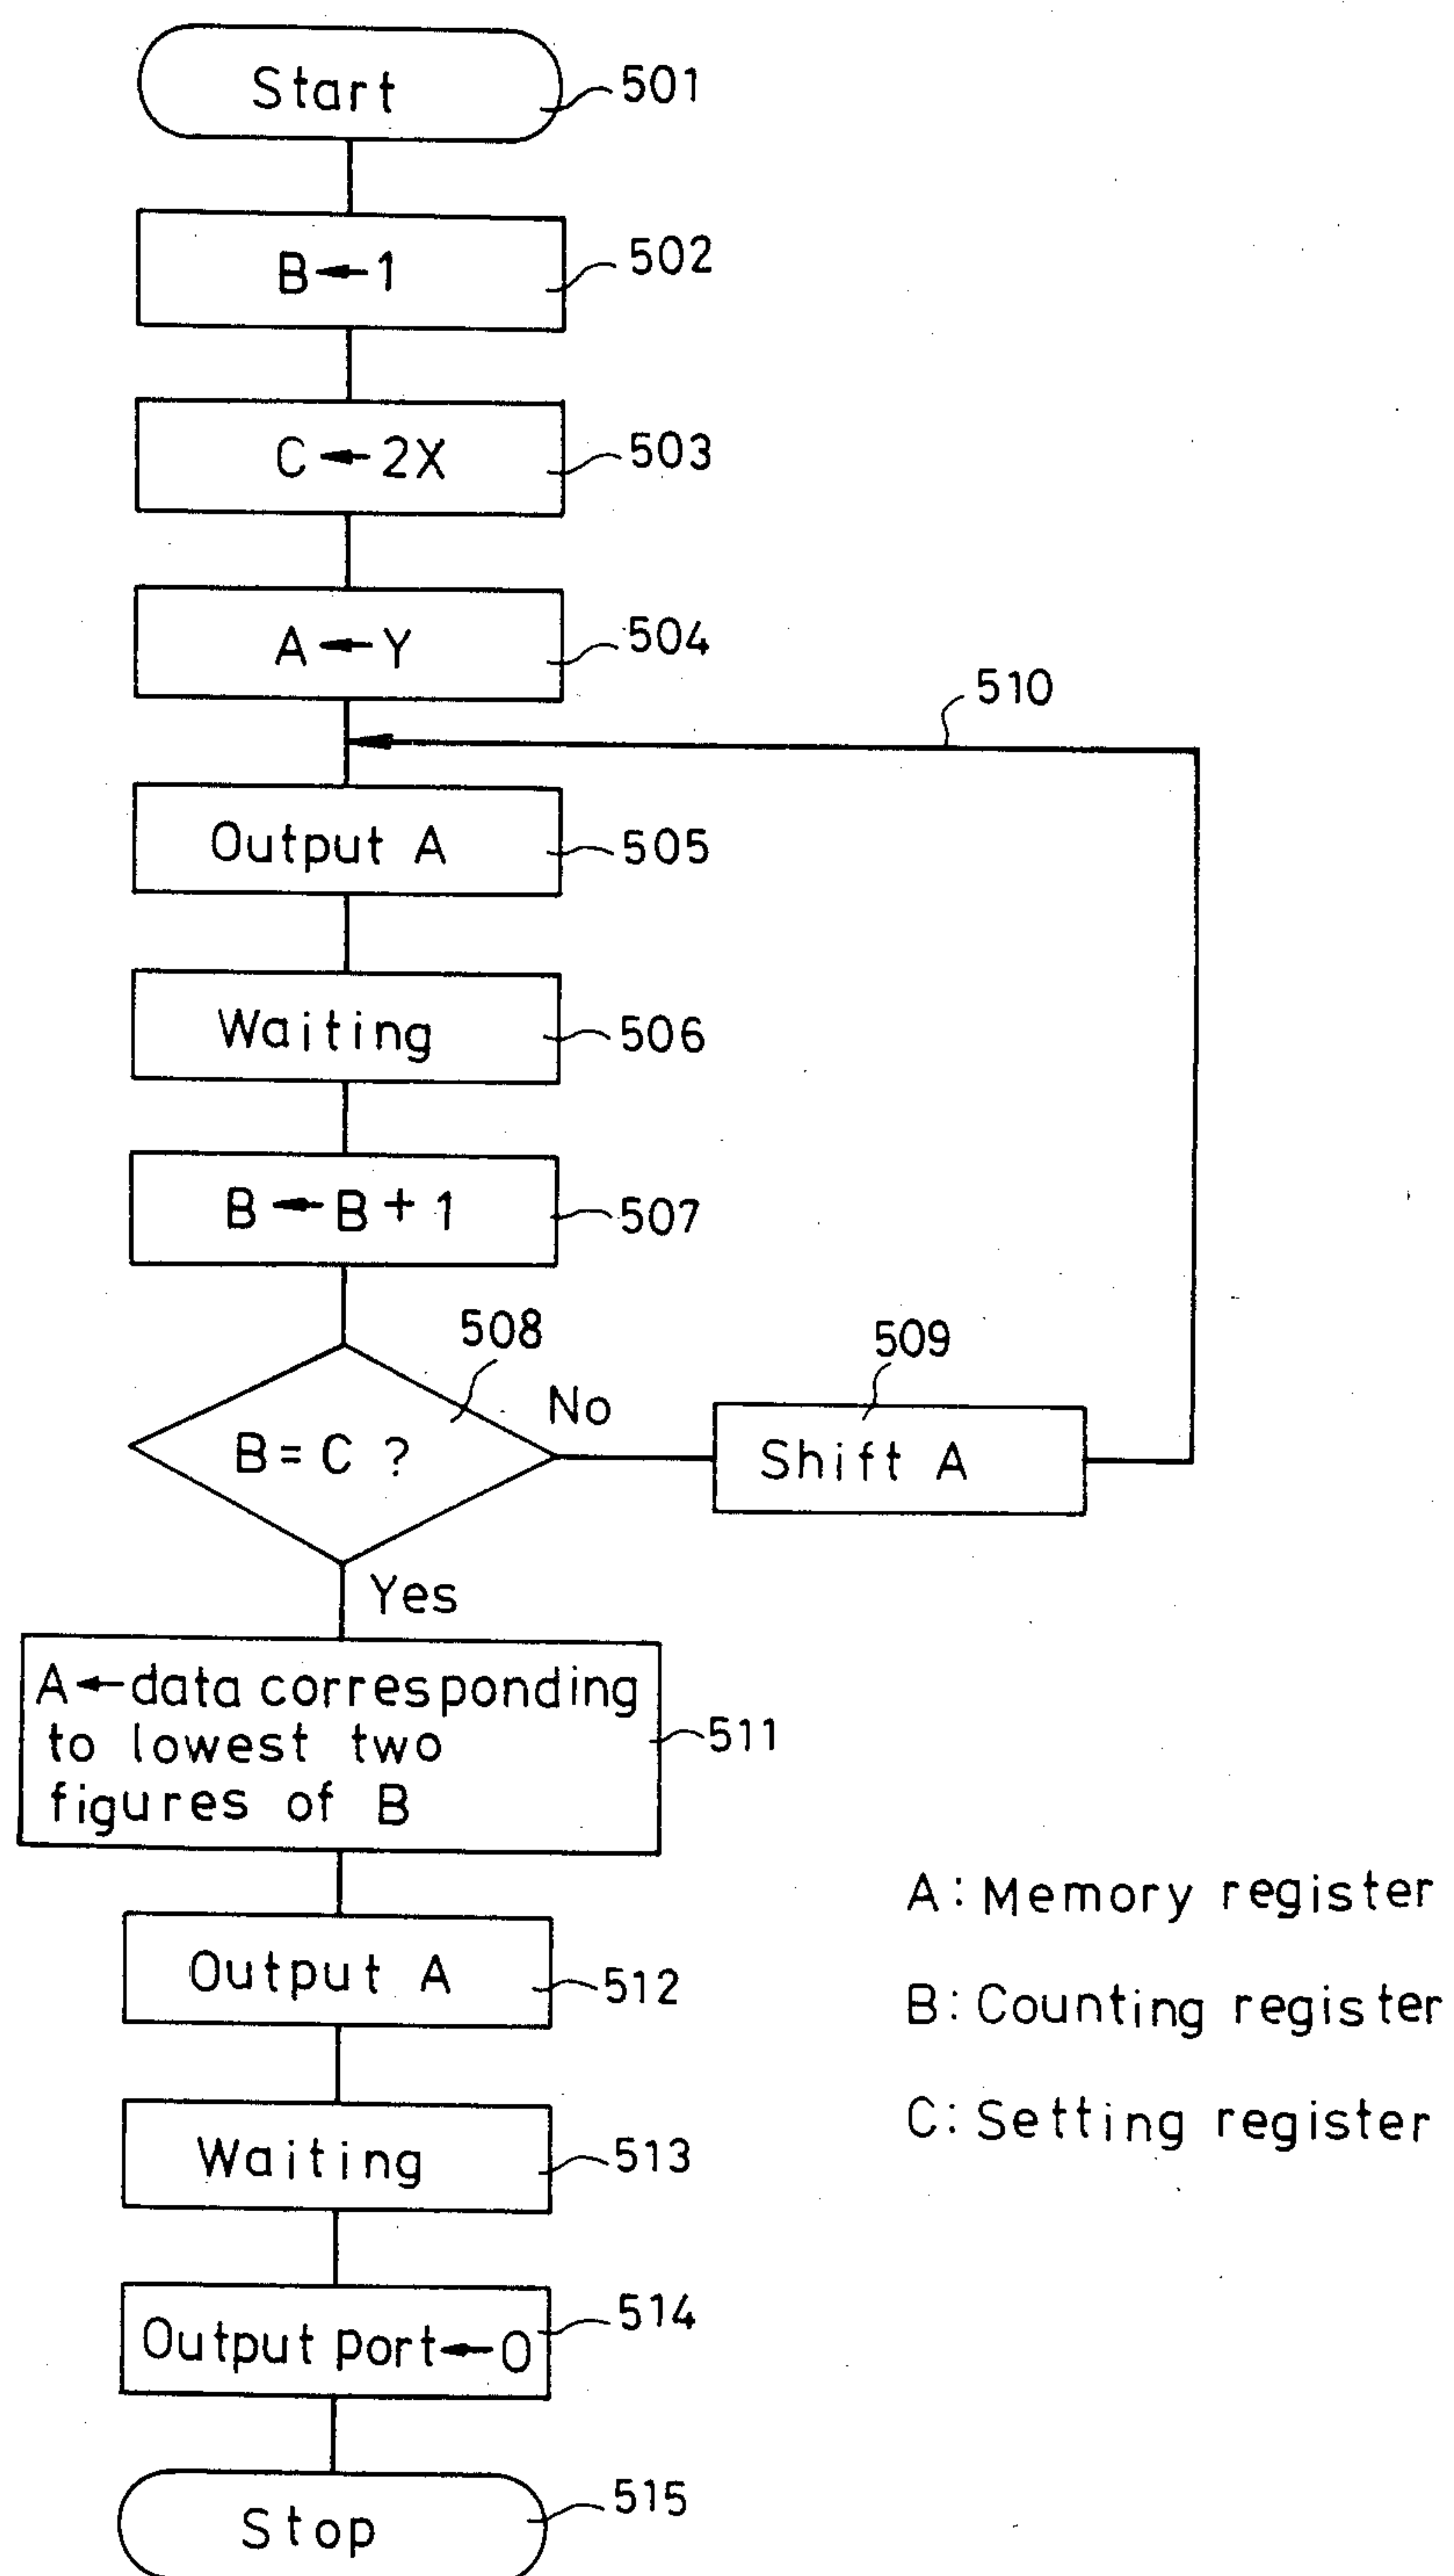 Start
501
B←1
502
C←2X
503
A←Y
504
510
Output A
505
Waiting
506
B←B+1
507
508
B=C ?
No
509
Shift A
Yes
A←data corresponding
to lowest two
figures of B
511
Output A
512
Waiting
513
Output port←0
514
Stop
515
A: Memory register
B: Counting register
C: Setting register